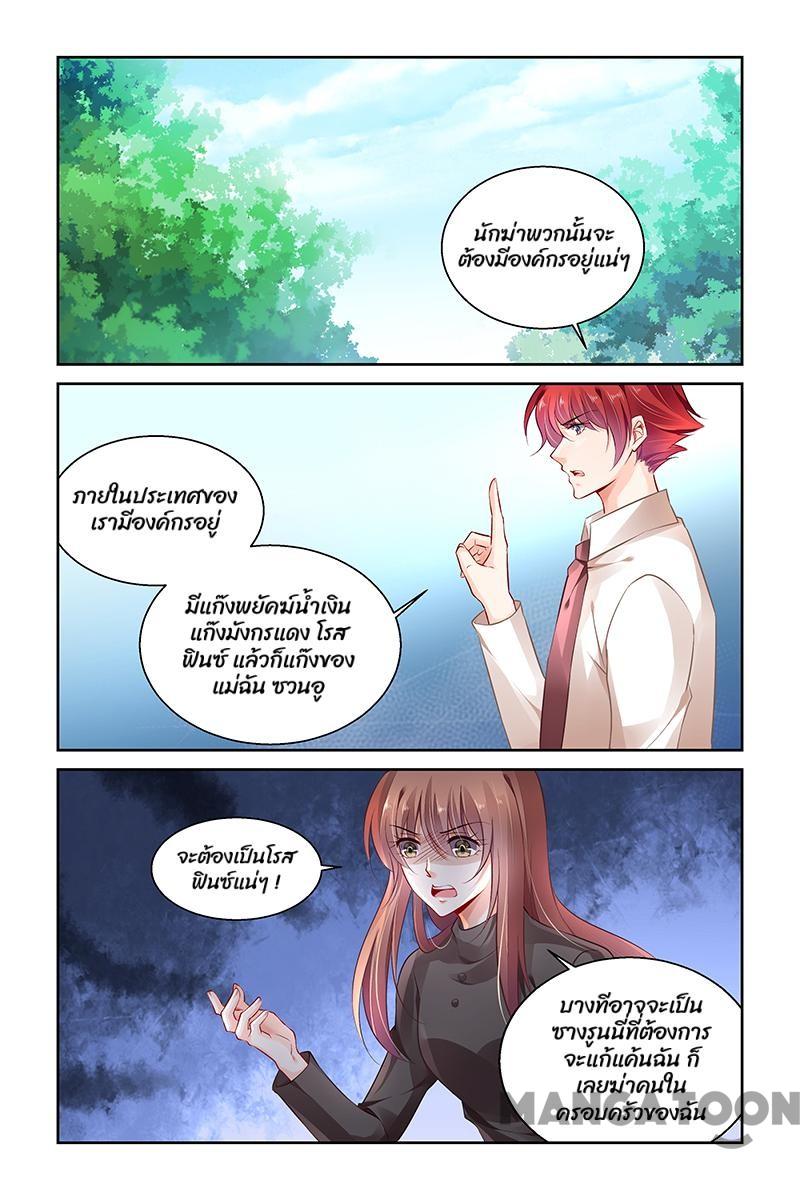 นักฆ่าพวกนั้นจะ
ต้องมีองค์กรอยู่แน่ๆ
ภายในประเทศของ
เรามีองค์กรอยู่
มีแก๊งพยัคฆ์น้ำเงิน
แก๊งมังกรแดง โรส
ฟินซ์ แล้วก็แก๊งของ
แม่ฉัน ซวนอู
จะต้องเป็นโรส
ฟินซ์แน่ๆ !
บางทีอาจจะเป็น
ซางรูนนี่ที่ต้องการ
จะแก้แค้นฉัน ก็
เลยฆ่าคนใน
ครอบครัวของฉัน
MANGATOON